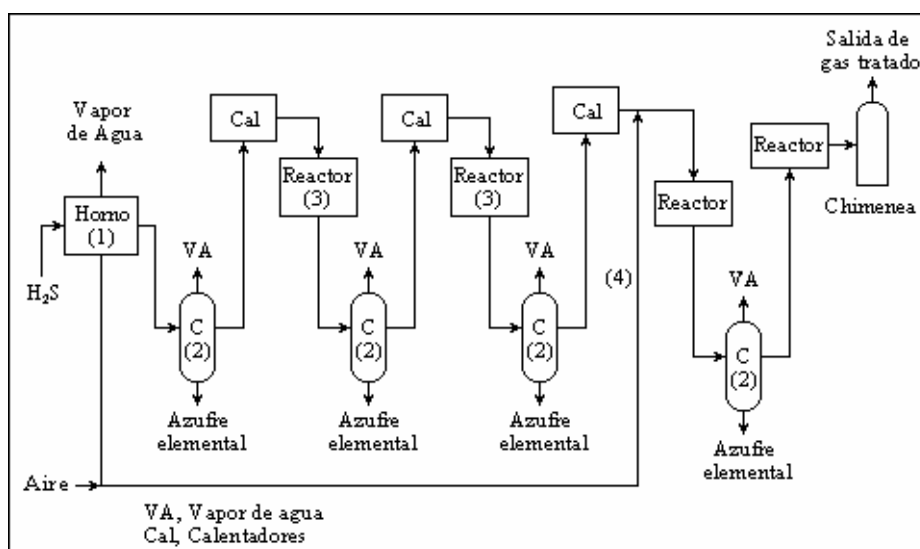 Salida de
gas tratado
Vapor
de Agua
Cal
Cal
Cal
Reactor
Reactor
(3)
Reactor
(3)
Reactor
Horno
(1)
Chimenea
VA
VA
VA
VA
(4)
H₂S
C
(2)
C
(2)
C
(2)
C
(2)
Azufre
elemental
Azufre
elemental
Azufre
elemental
Azufre
elemental
Aire
VA, Vapor de agua
Cal, Calentadores